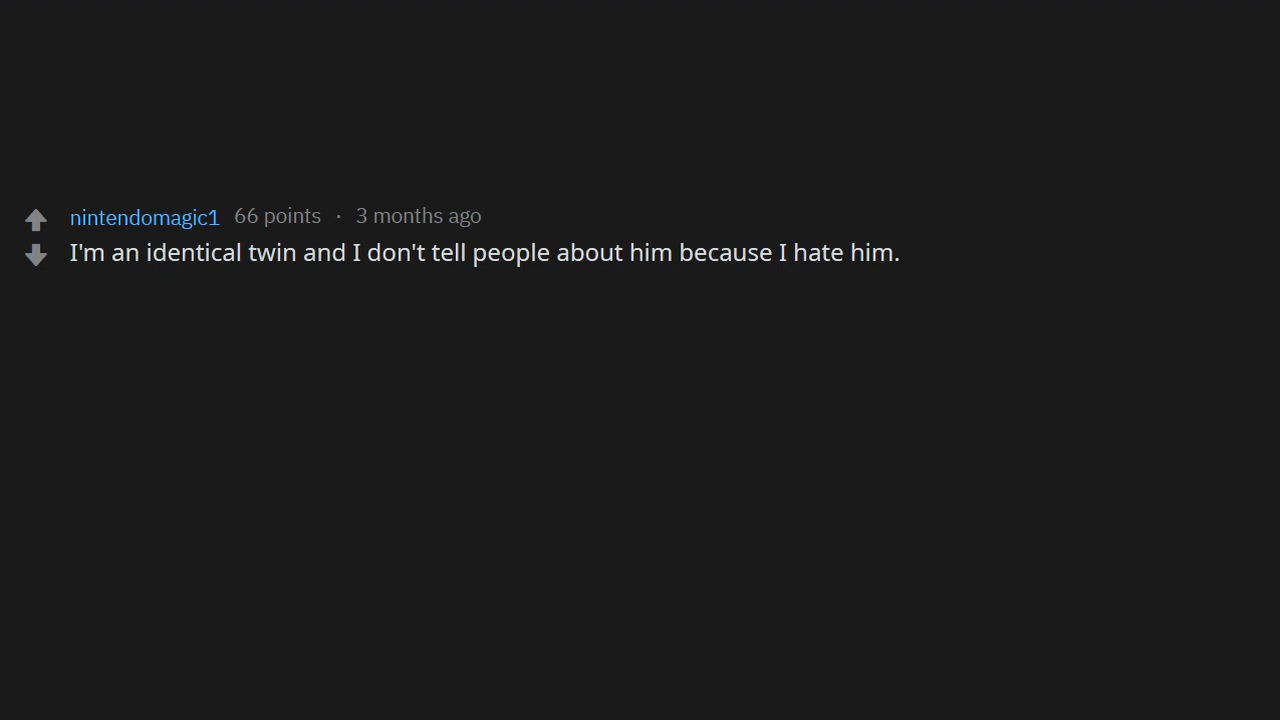 nintendomagic1 66 points · 3 months ago
I'm an identical twin and I don't tell people about him because I hate him.